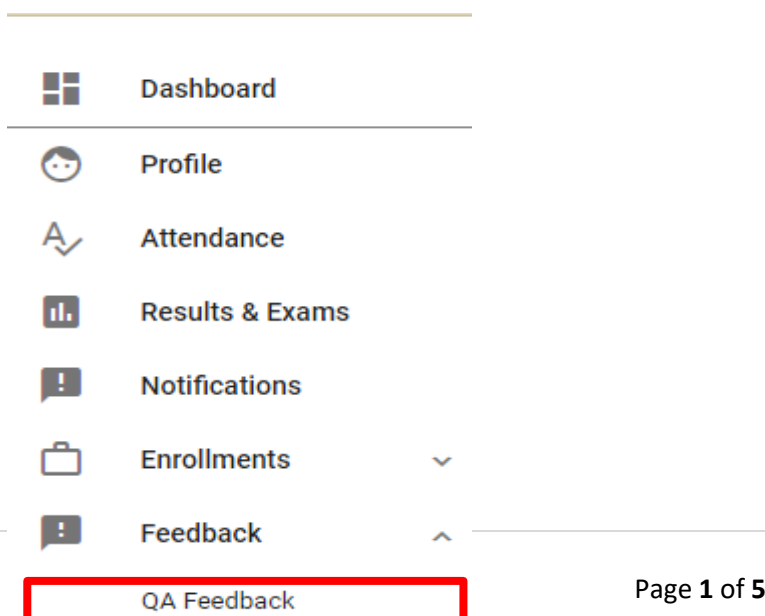 Dashboard
Profile
Attendance
Results & Exams
Notifications
Enrollments
Feedback
QA Feedback
Page 1 of 5